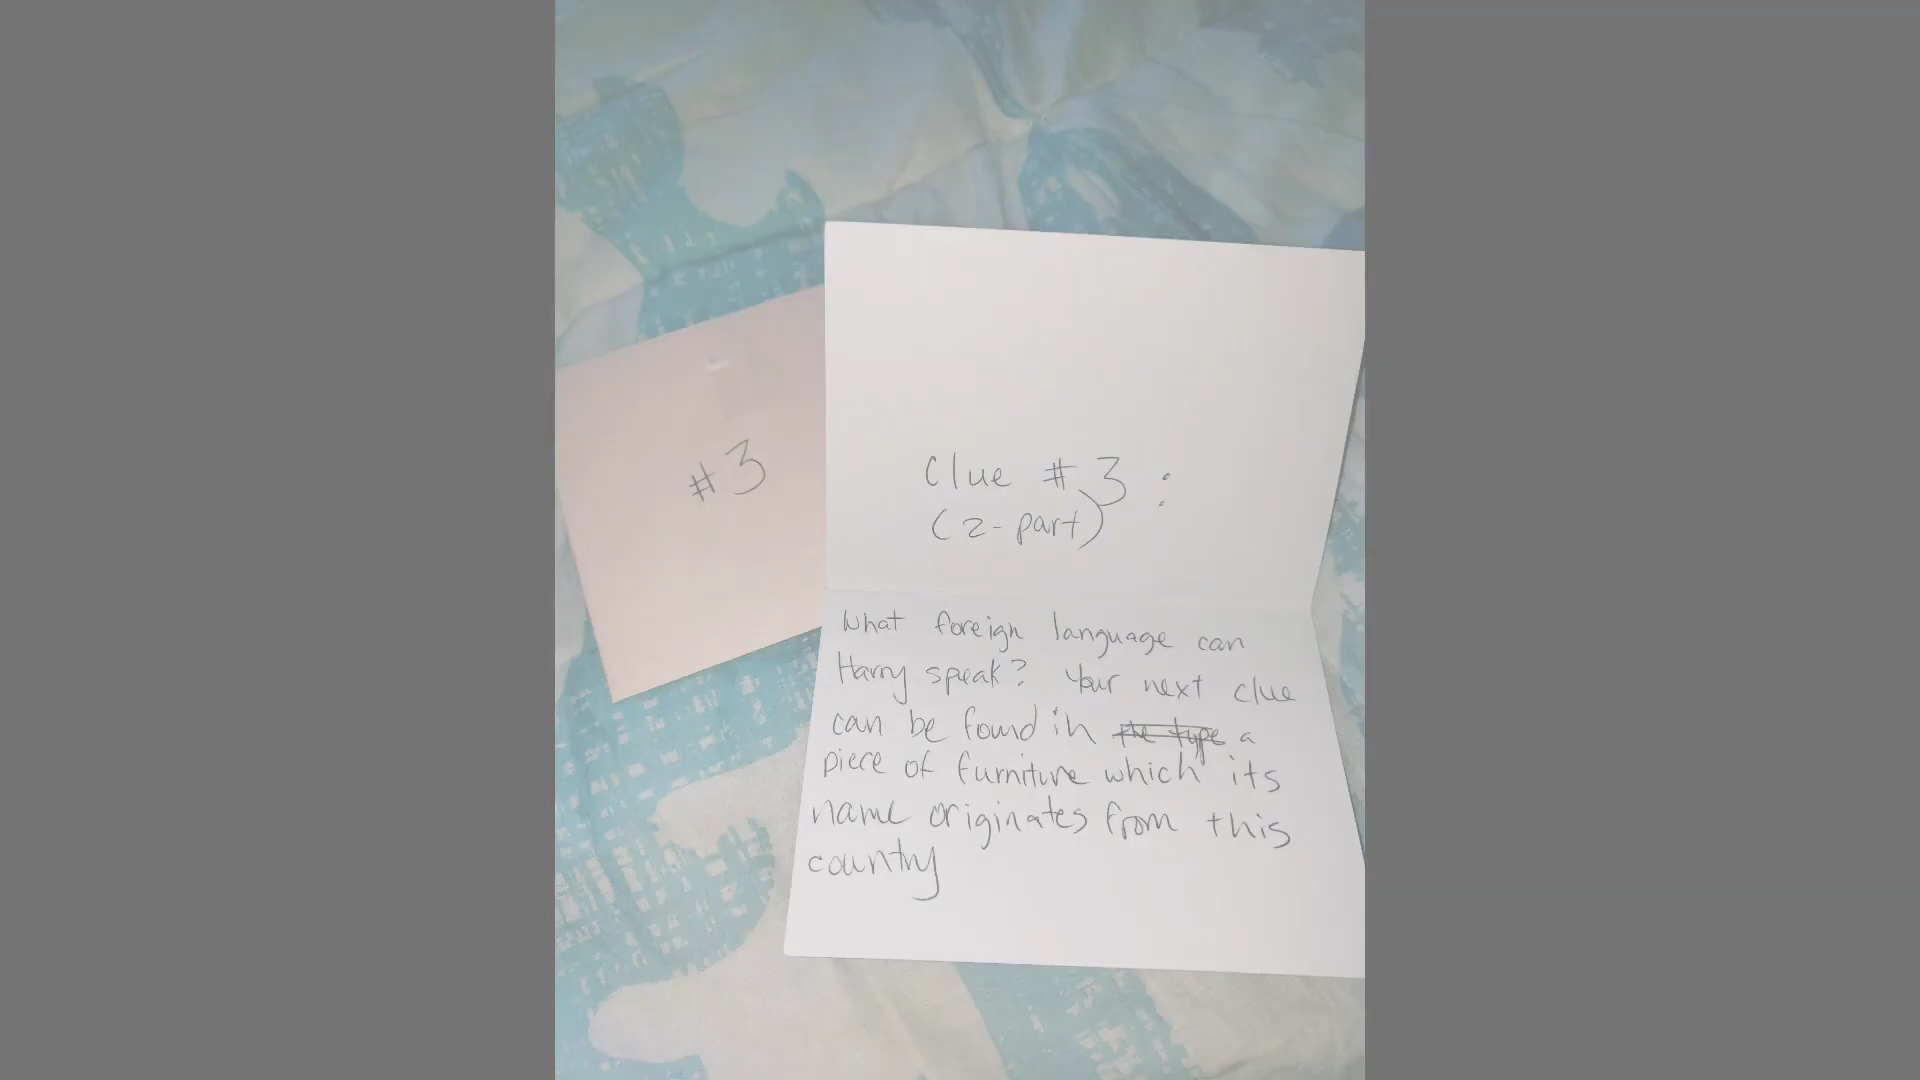 #3
Clue #3:
(2-part)
What foreign language can
Harry speak? Your next clue
can be found in the type a
piece of furniture which its
name originates from this
country